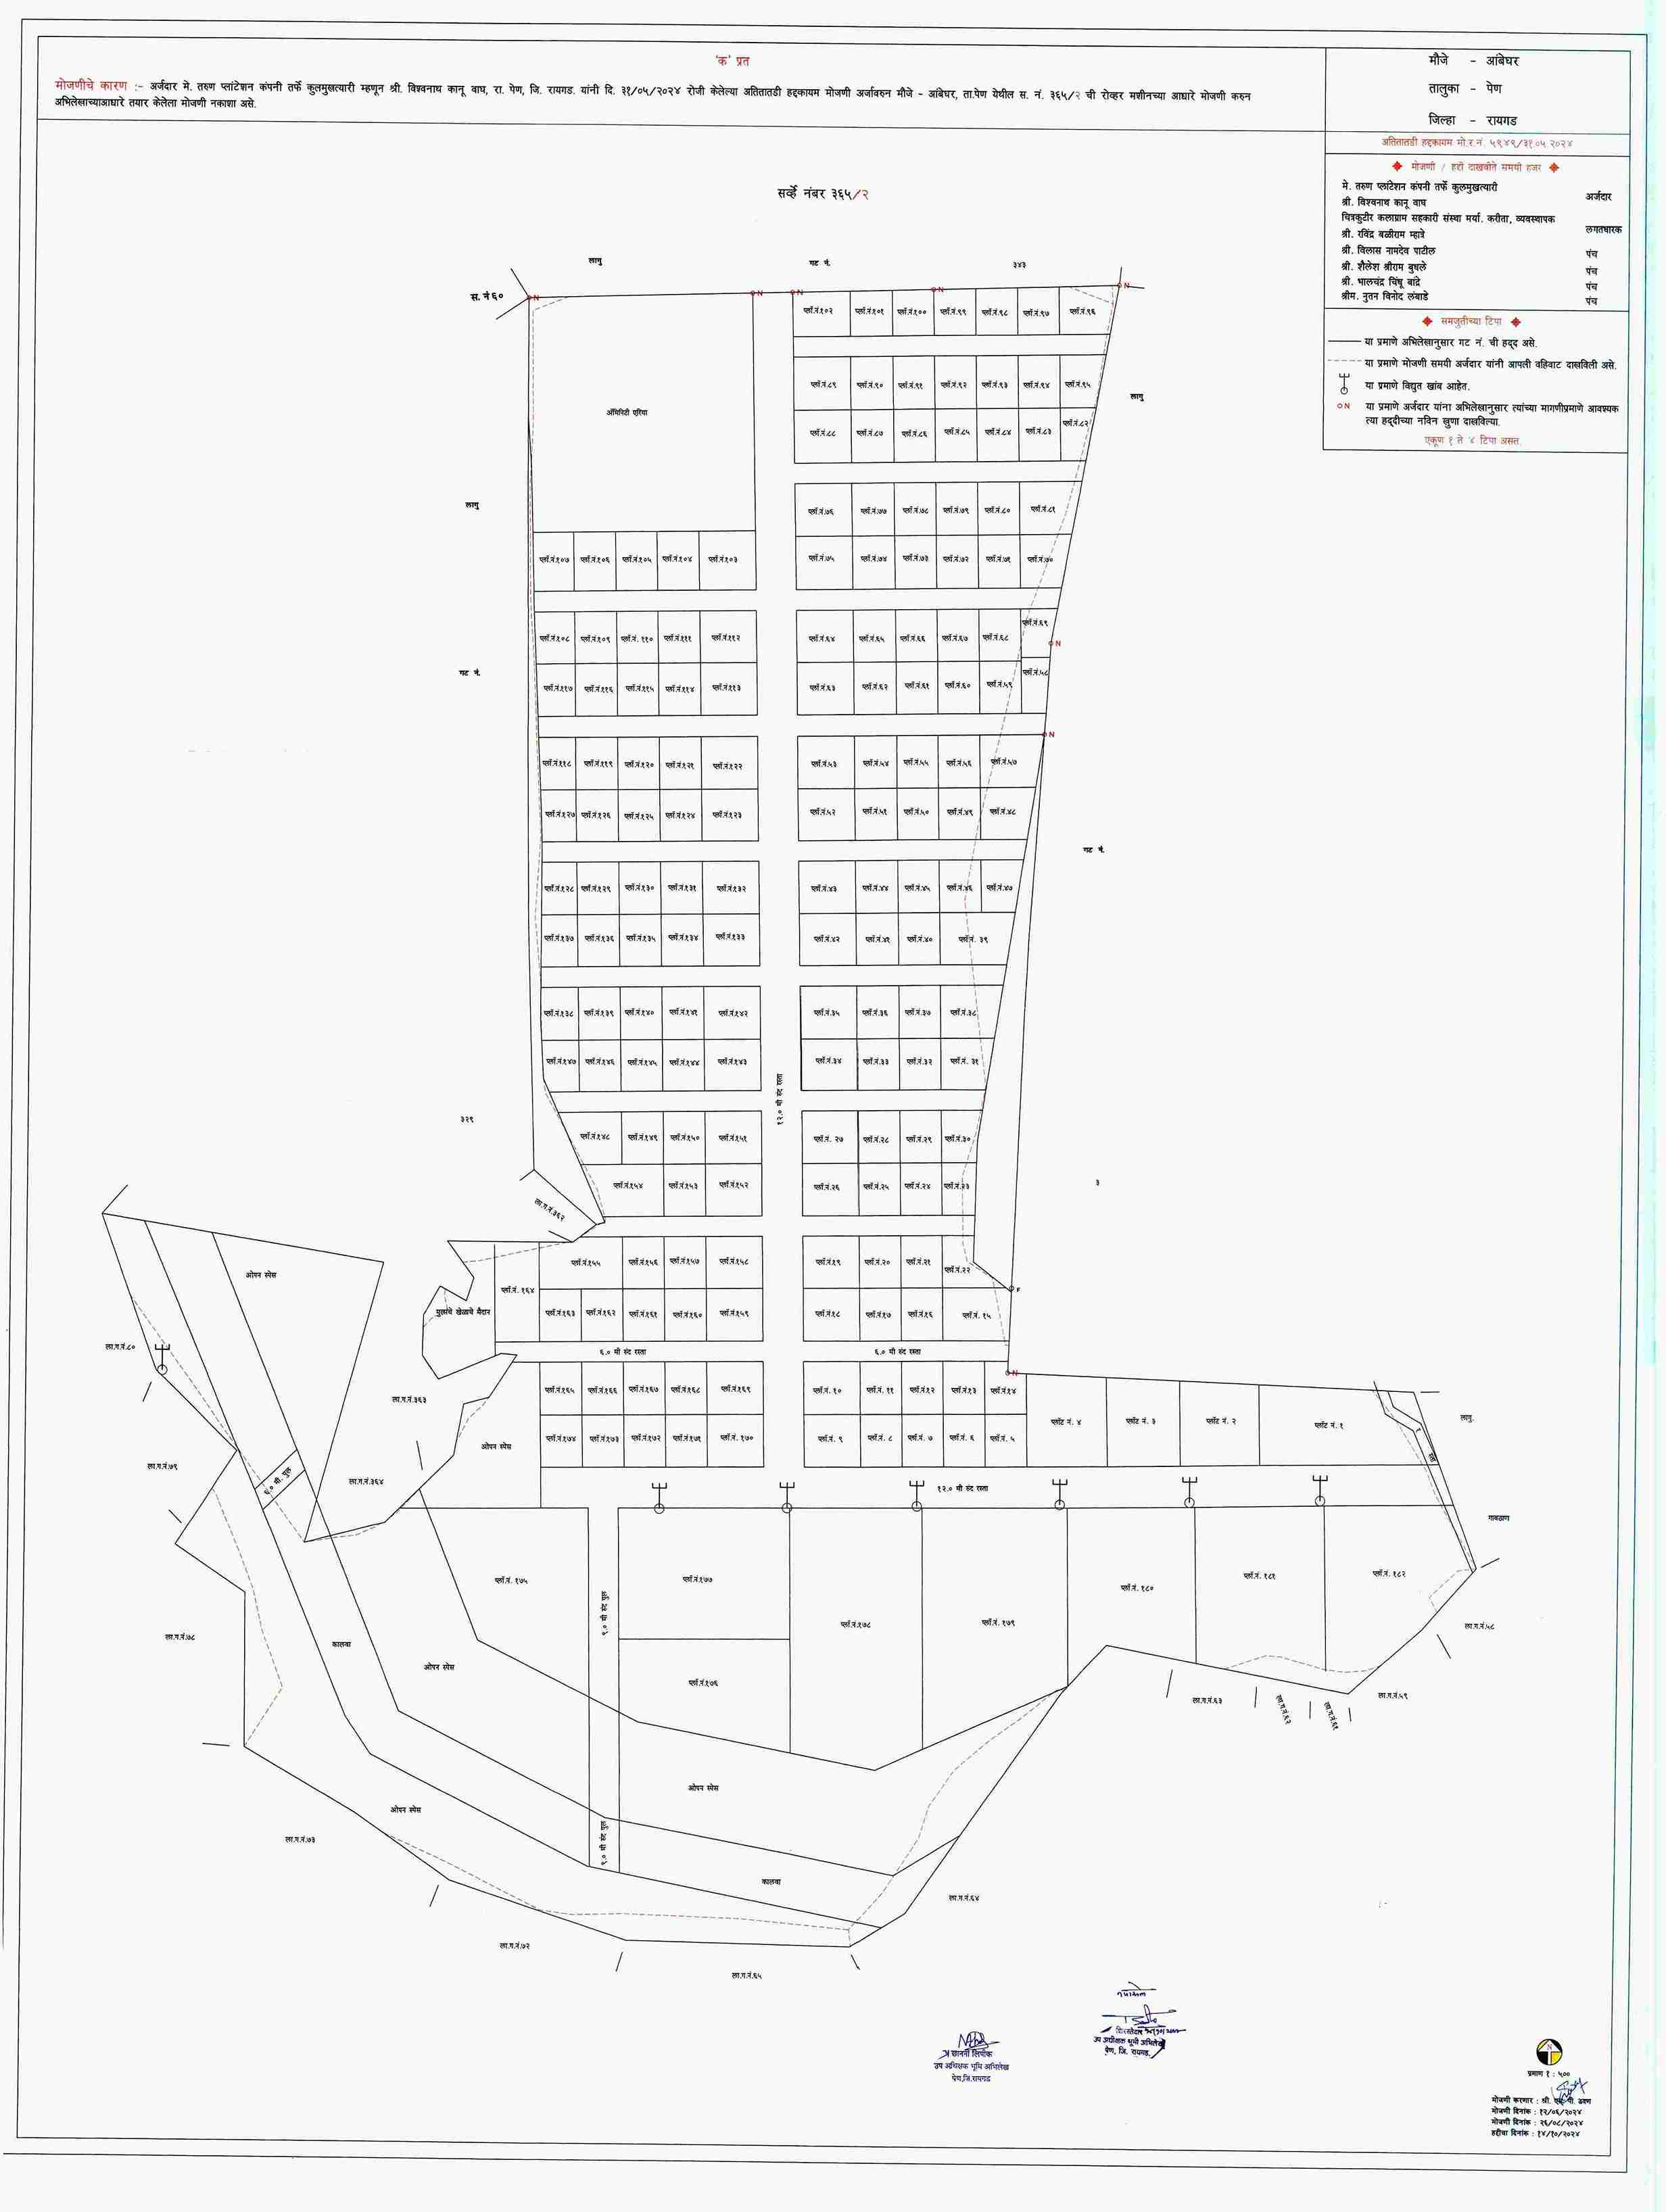 'क' प्रत
मोजणीचे कारण :- अर्जदार मे. तरुण प्लांटेशन कंपनी तर्फे कुलमुखत्यारी म्हणून श्री. विश्वनाथ कानू वाघ, रा. पेण, जि. रायगड. यांनी दि. ३१/०५/२०२४ रोजी केलेल्या अतितातडी हद्दकायम मोजणी अर्जावरुन मौजे - आंबेघर, ता.पेण येथील स. नं. ३६५/२ ची रोव्हर मशीनच्या आधारे मोजणी करुन
अभिलेखाच्याआधारे तयार केलेला मोजणी नकाशा असे.
मौजे - आंबेघर
तालुका - पेण
जिल्हा - रायगड
अतितातडी हद्दकायम मो.र.नं. ५९४९/३१.०५.२०२४
मोजणी / हद्दी दाखवीते समयी हजर
मे. तरुण प्लांटेशन कंपनी तर्फे कुलमुखत्यारी
श्री. विश्वनाथ कानू वाघ अर्जदार
चित्रकुटीर कलाग्राम सहकारी संस्था मर्या. करीता, व्यवस्थापक
श्री. रविंद्र बळीराम म्हात्रे लगतधारक
श्री. विलास नामदेव पाटील पंच
श्री. शैलेश श्रीराम बुधले पंच
श्री. भालचंद्र चिंधू बांद्रे पंच
श्रीम. नुतन विनोद लंबाडे पंच
समजुतीच्या टिपा
या प्रमाणे अभिलेखानुसार गट नं. ची हद्द असे.
या प्रमाणे मोजणी समयी अर्जदार यांनी आपली वहिवाट दाखविली असे.
या प्रमाणे विद्युत खांब आहेत.
N या प्रमाणे अर्जदार यांना अभिलेखानुसार त्यांच्या मागणीप्रमाणे आवश्यक
त्या हद्दीच्या नविन खुणा दाखविल्या.
एकूण १ ते ४ टिपा असत.
सर्व्हे नंबर ३६५/२
लागु गट नं. ३४३
स. नं ६०
N N N N N
प्लॉ.नं.१०२ प्लॉ.नं.१०१ प्लॉ.नं.१०० प्लॉ.नं.९९ प्लॉ.नं.९८ प्लॉ.नं.९७ प्लॉ.नं.९६
प्लॉ.नं.८९ प्लॉ.नं.९० प्लॉ.नं.९१ प्लॉ.नं.९२ प्लॉ.नं.९३ प्लॉ.नं.९४ प्लॉ.नं.९५
लागु
ॲमिनिटी एरिया
प्लॉ.नं.८८ प्लॉ.नं.८७ प्लॉ.नं.८६ प्लॉ.नं.८५ प्लॉ.नं.८४ प्लॉ.नं.८३ प्लॉ.नं.८२
लागु
प्लॉ.नं.७६ प्लॉ.नं.७७ प्लॉ.नं.७८ प्लॉ.नं.७९ प्लॉ.नं.८० प्लॉ.नं.८१
प्लॉ.नं.१०७ प्लॉ.नं.१०६ प्लॉ.नं.१०५ प्लॉ.नं.१०४ प्लॉ.नं.१०३ प्लॉ.नं.७५ प्लॉ.नं.७४ प्लॉ.नं.७३ प्लॉ.नं.७२ प्लॉ.नं.७१ प्लॉ.नं.७०
प्लॉ.नं.१०८ प्लॉ.नं.१०९ प्लॉ.नं. ११० प्लॉ.नं.१११ प्लॉ.नं.११२ प्लॉ.नं.६४ प्लॉ.नं.६५ प्लॉ.नं.६६ प्लॉ.नं.६७ प्लॉ.नं.६८ प्लॉ.नं.६९
N
गट नं.
प्लॉ.नं.११७ प्लॉ.नं.११६ प्लॉ.नं.११५ प्लॉ.नं.११४ प्लॉ.नं.११३ प्लॉ.नं.६३ प्लॉ.नं.६२ प्लॉ.नं.६१ प्लॉ.नं.६० प्लॉ.नं.५९ प्लॉ.नं.५८
N
प्लॉ.नं.११८ प्लॉ.नं.११९ प्लॉ.नं.१२० प्लॉ.नं.१२१ प्लॉ.नं.१२२ प्लॉ.नं.५३ प्लॉ.नं.५४ प्लॉ.नं.५५ प्लॉ.नं.५६ प्लॉ.नं.५७
प्लॉ.नं.१२७ प्लॉ.नं.१२६ प्लॉ.नं.१२५ प्लॉ.नं.१२४ प्लॉ.नं.१२३ प्लॉ.नं.५२ प्लॉ.नं.५१ प्लॉ.नं.५० प्लॉ.नं.४९ प्लॉ.नं.४८
गट नं.
प्लॉ.नं.१२८ प्लॉ.नं.१२९ प्लॉ.नं.१३० प्लॉ.नं.१३१ प्लॉ.नं.१३२ प्लॉ.नं.४३ प्लॉ.नं.४४ प्लॉ.नं.४५ प्लॉ.नं.४६ प्लॉ.नं.४७
प्लॉ.नं.१३७ प्लॉ.नं.१३६ प्लॉ.नं.१३५ प्लॉ.नं.१३४ प्लॉ.नं.१३३ प्लॉ.नं.४२ प्लॉ.नं.४१ प्लॉ.नं.४० प्लॉ.नं. ३९
प्लॉ.नं.१३८ प्लॉ.नं.१३९ प्लॉ.नं.१४० प्लॉ.नं.१४१ प्लॉ.नं.१४२ प्लॉ.नं.३५ प्लॉ.नं.३६ प्लॉ.नं.३७ प्लॉ.नं.३८
प्लॉ.नं.१४७ प्लॉ.नं.१४६ प्लॉ.नं.१४५ प्लॉ.नं.१४४ प्लॉ.नं.१४३ प्लॉ.नं.३४ प्लॉ.नं.३३ प्लॉ.नं.३२ प्लॉ.नं. ३१
१२.० मी रुंद रस्ता
३२९
प्लॉ.नं.१४८ प्लॉ.नं.१४९ प्लॉ.नं.१५० प्लॉ.नं.१५१ प्लॉ.नं. २७ प्लॉ.नं.२८ प्लॉ.नं.२९ प्लॉ.नं.३०
प्लॉ.नं.१५४ प्लॉ.नं.१५३ प्लॉ.नं.१५२ प्लॉ.नं.२६ प्लॉ.नं.२५ प्लॉ.नं.२४ प्लॉ.नं.२३
३
ला.ग.नं.३६२
ओपन स्पेस
प्लॉ.नं.१५५ प्लॉ.नं.१५६ प्लॉ.नं.१५७ प्लॉ.नं.१५८ प्लॉ.नं.१९ प्लॉ.नं.२० प्लॉ.नं.२१ प्लॉ.नं.२२
प्लॉ.नं. १६४
F
मुलांचे खेळाचे मैदान
प्लॉ.नं.१६३ प्लॉ.नं.१६२ प्लॉ.नं.१६१ प्लॉ.नं.१६० प्लॉ.नं.१५९ प्लॉ.नं.१८ प्लॉ.नं.१७ प्लॉ.नं.१६ प्लॉ.नं. १५
ला.ग.नं.८०
६.० मी रुंद रस्ता ६.० मी रुंद रस्ता
N
प्लॉ.नं.१६५ प्लॉ.नं.१६६ प्लॉ.नं.१६७ प्लॉ.नं.१६८ प्लॉ.नं.१६९ प्लॉ.नं. १० प्लॉ.नं. ११ प्लॉ.नं.१२ प्लॉ.नं.१३ प्लॉ.नं.१४
ला.ग.नं.३६३
प्लॉट नं. ४ प्लॉट नं. ३ प्लॉट नं. २ प्लॉट नं. १
लागु.
रस्ता
ओपन स्पेस
प्लॉ.नं.१७४ प्लॉ.नं.१७३ प्लॉ.नं.१७२ प्लॉ.नं.१७१ प्लॉ.नं. १७० प्लॉ.नं. ९ प्लॉ.नं. ८ प्लॉ.नं. ७ प्लॉ.नं. ६ प्लॉ.नं. ५
ला.ग.नं.७९
६.० मी. पुल
ला.ग.नं.३६४
१२.० मी रुंद रस्ता
गावठाण
प्लॉ.नं. १७५ प्लॉ.नं.१७७ प्लॉ.नं. १८० प्लॉ.नं. १८१ प्लॉ.नं. १८२
९.० मी रुंद पुल
प्लॉ.नं.१७८ प्लॉ.नं. १७९
ला.ग.नं.५८
ला.ग.नं.७८
कालवा
ओपन स्पेस
प्लॉ.नं.१७६
ला.ग.नं.६३ ला.ग.नं.६२ ला.ग.नं.६१ ला.ग.नं.५९
ओपन स्पेस
ओपन स्पेस
ला.ग.नं.७३
९.० मी रुंद पुल
कालवा
ला.ग.नं.६४
ला.ग.नं.७२
ला.ग.नं.६५
छाननी लिपीक
उप अधिक्षक भूमि अभिलेख
पेण,जि.रायगड
शिरस्तेदार
उप अधीक्षक भूमी अभिलेख
पेण, जि. रायगड.
N
प्रमाण १ : ५००
मोजणी करणार : श्री.
मोजणी दिनांक : १२/०६/२०२४
मोजणी दिनांक : २६/०८/२०२४
हद्दीचा दिनांक : १४/१०/२०२४